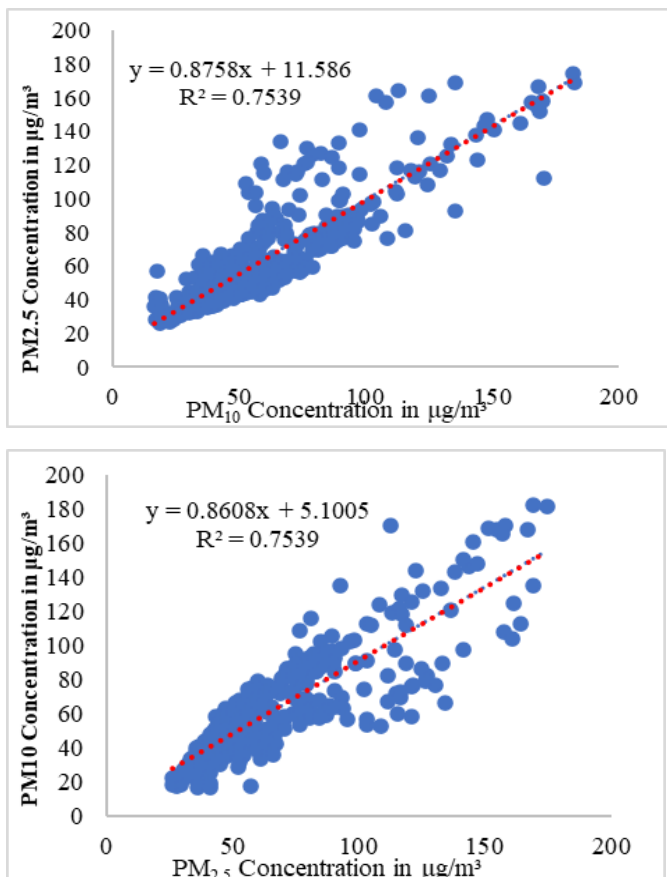 200
180
160
140
120
100
80
60
40
20
0
PM2.5 Concentration in µg/m³
y = 0.8758x + 11.586
R² = 0.7539
0 50 100 150 200
PM₁₀ Concentration in µg/m³
200
180
160
140
120
100
80
60
40
20
0
PM10 Concentration in µg/m³
y = 0.8608x + 5.1005
R² = 0.7539
0 50 100 150 200
PM₂.₅ Concentration in µg/m³